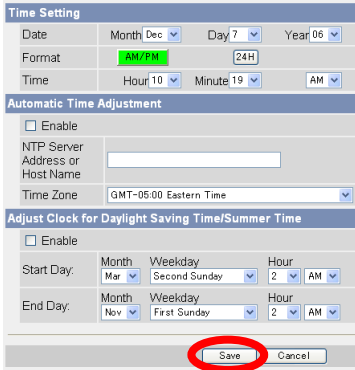 Time Setting
Date Month Dec Day 7 Year 06
Format AM/PM 24H
Time Hour 10 Minute 19 AM
Automatic Time Adjustment
Enable
NTP Server
Address or
Host Name
Time Zone GMT-05:00 Eastern Time
Adjust Clock for Daylight Saving Time/Summer Time
Enable
Month Weekday Hour
Start Day: Mar Second Sunday 2 AM
Month Weekday Hour
End Day: Nov First Sunday 2 AM
Save Cancel